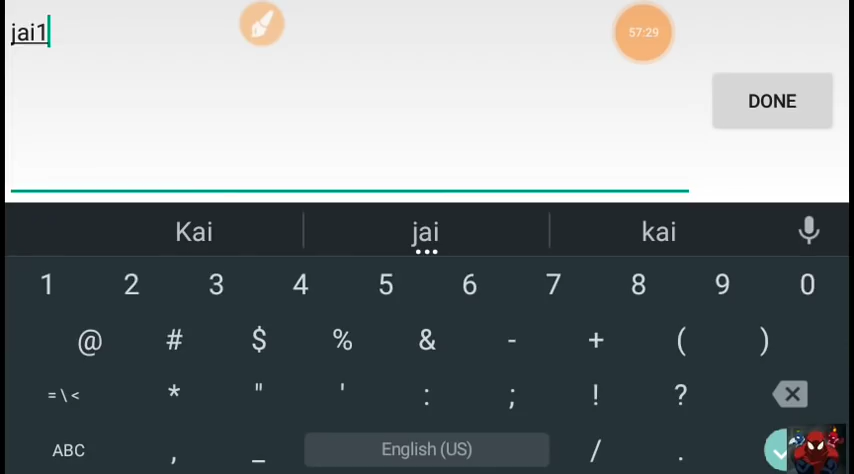 jai1
57:29
DONE
Kai jai kai
1 2 3 4 5 6 7 8 9 0
@ # $ % & - + ( )
= \ < * " ' : ; ! ?
ABC , _ English (US) / .